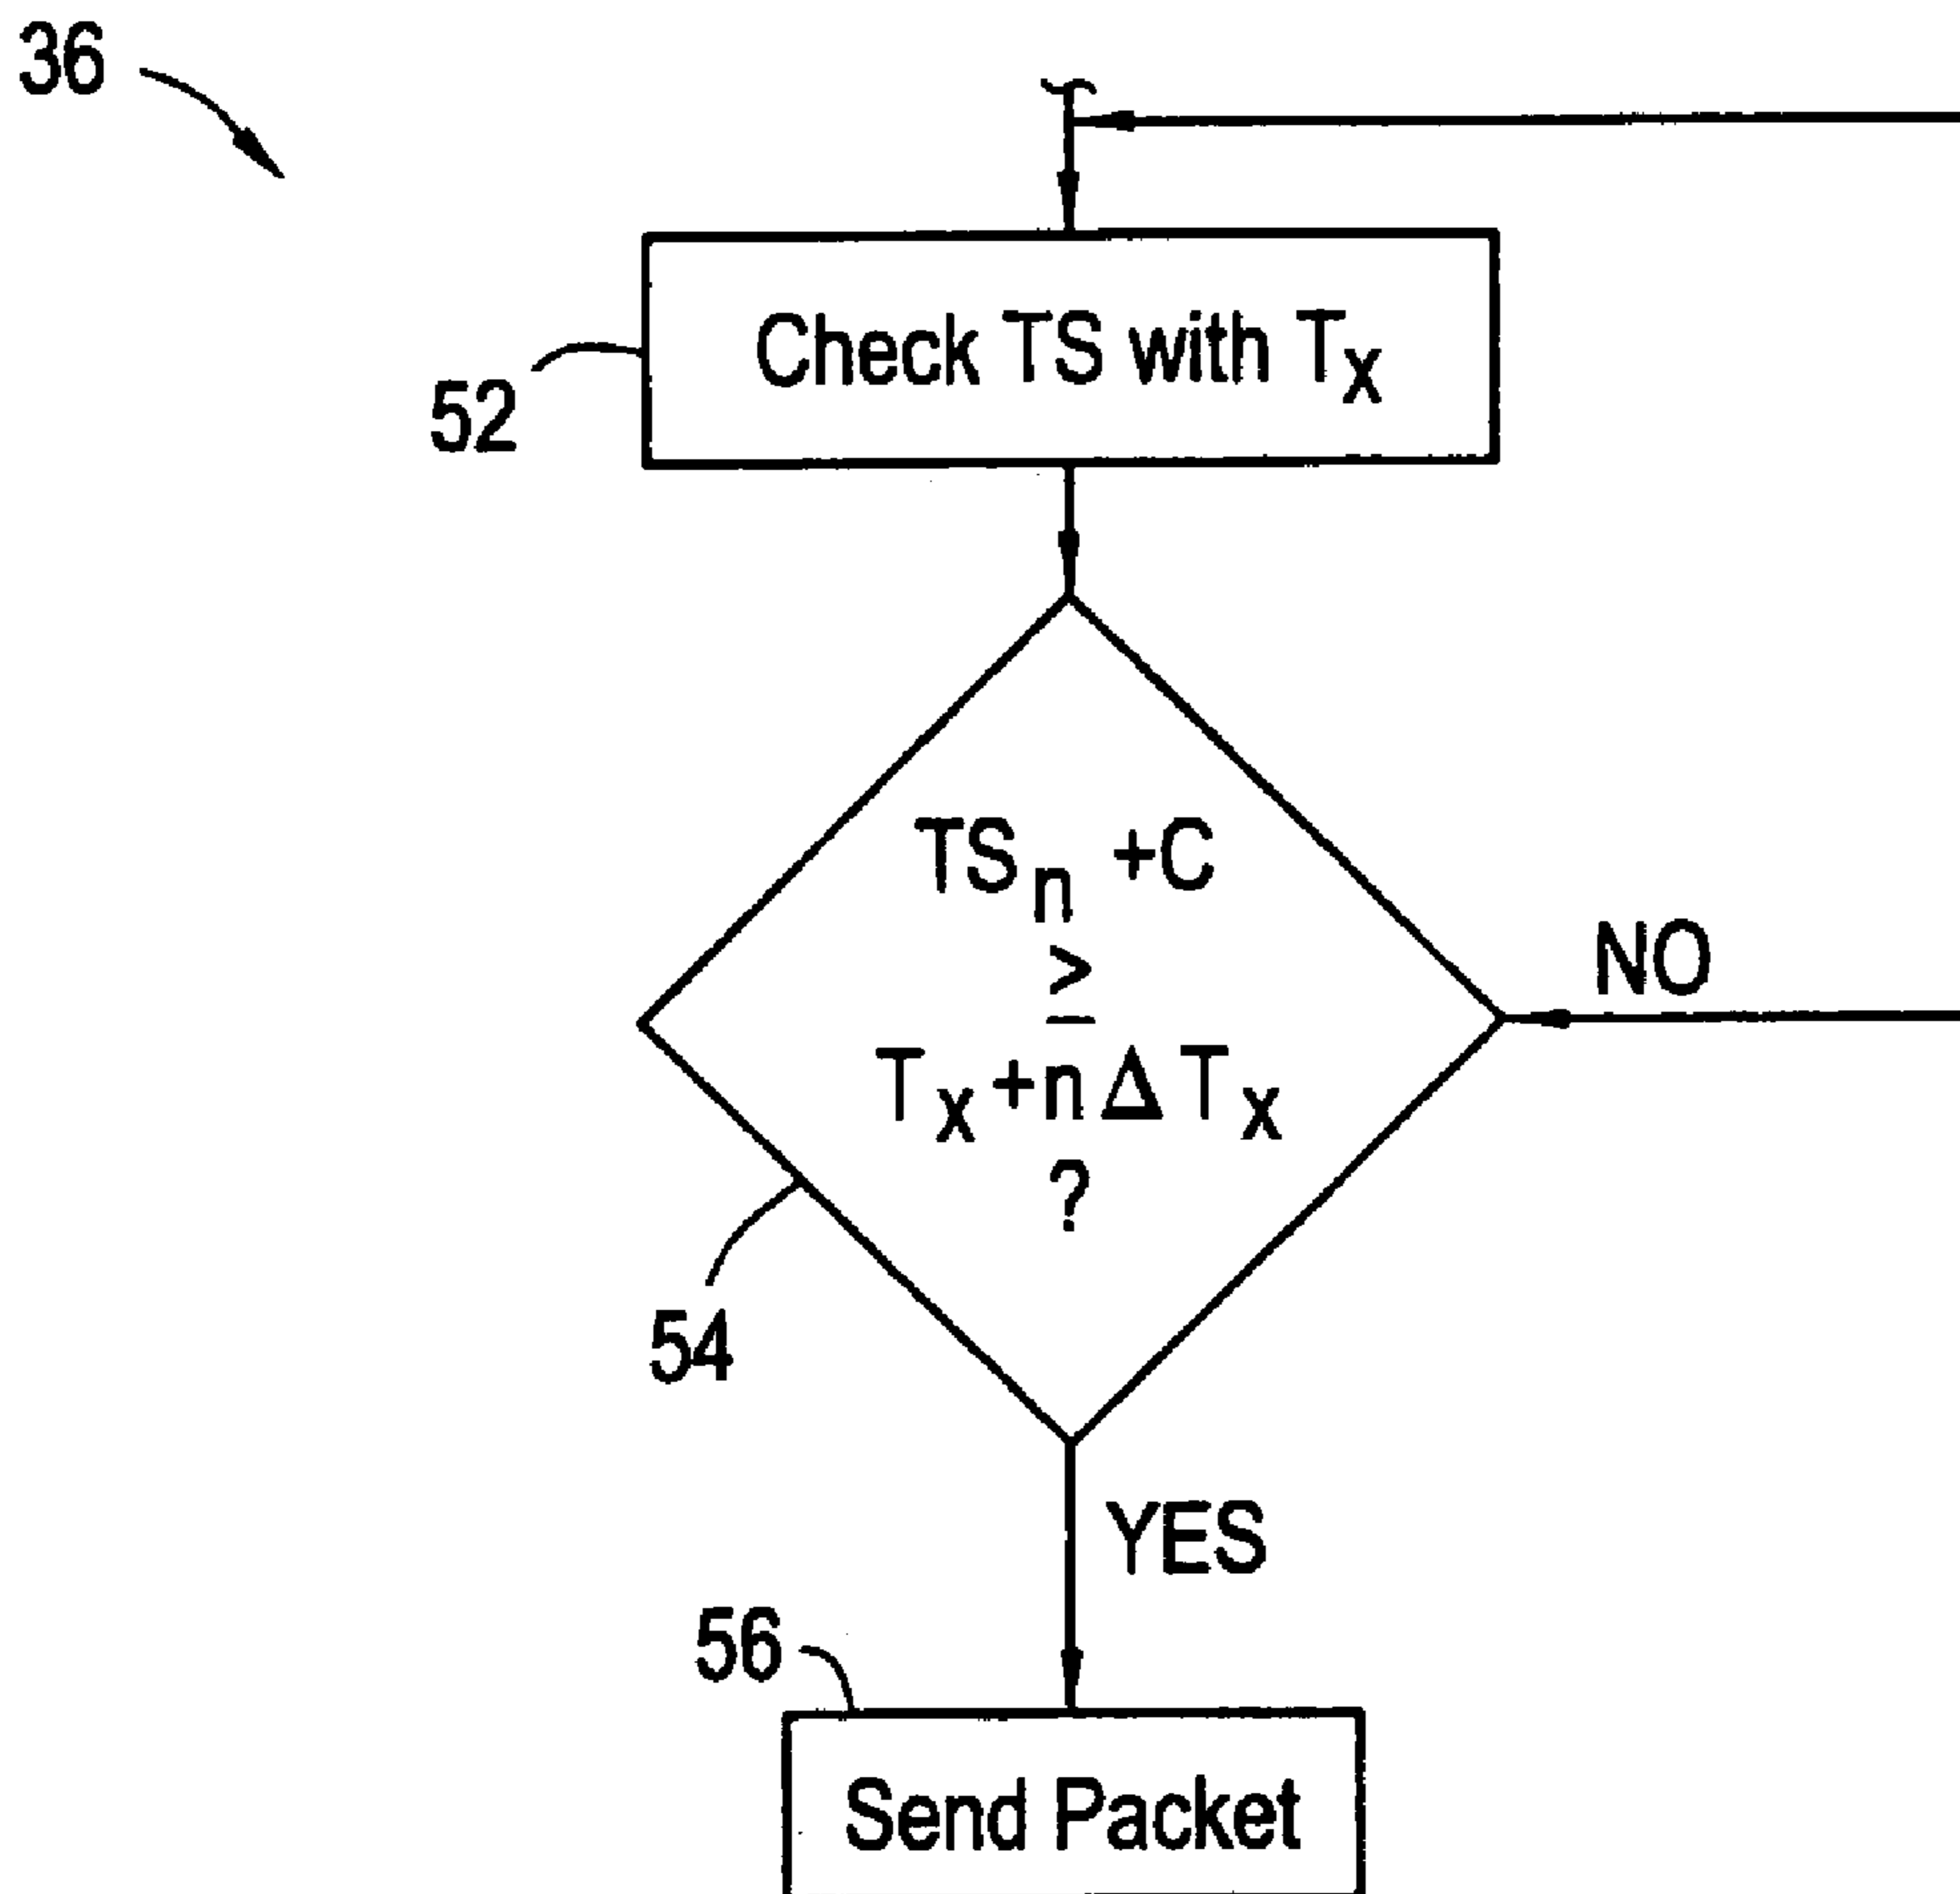 36
Check TS with Tx
52
TSn +C
≥
NO
Tx+nΔTx
?
54
YES
56
Send Packet